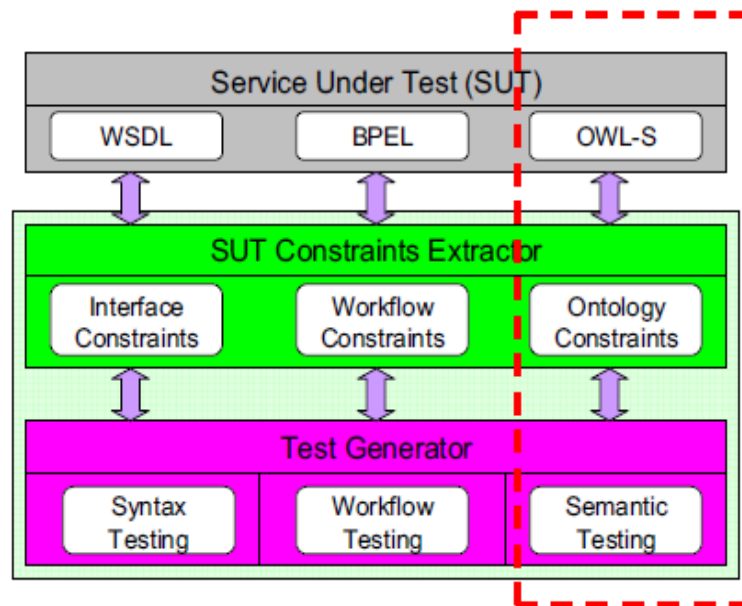 Service Under Test (SUT)
WSDL BPEL OWL-S
SUT Constraints Extractor
Interface Constraints
Workflow Constraints
Ontology Constraints
Test Generator
Syntax Testing
Workflow Testing
Semantic Testing